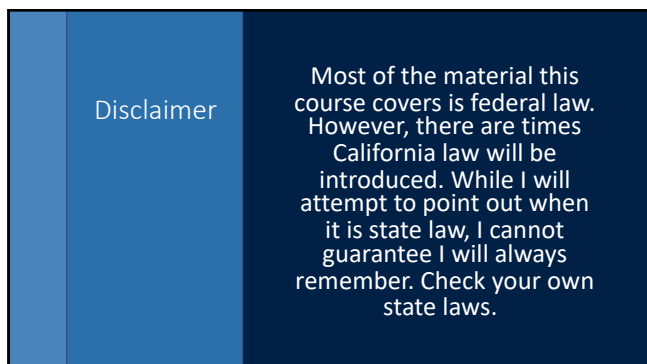 Disclaimer
Most of the material this
course covers is federal law.
However, there are times
California law will be
introduced. While I will
attempt to point out when
it is state law, I cannot
guarantee I will always
remember. Check your own
state laws.